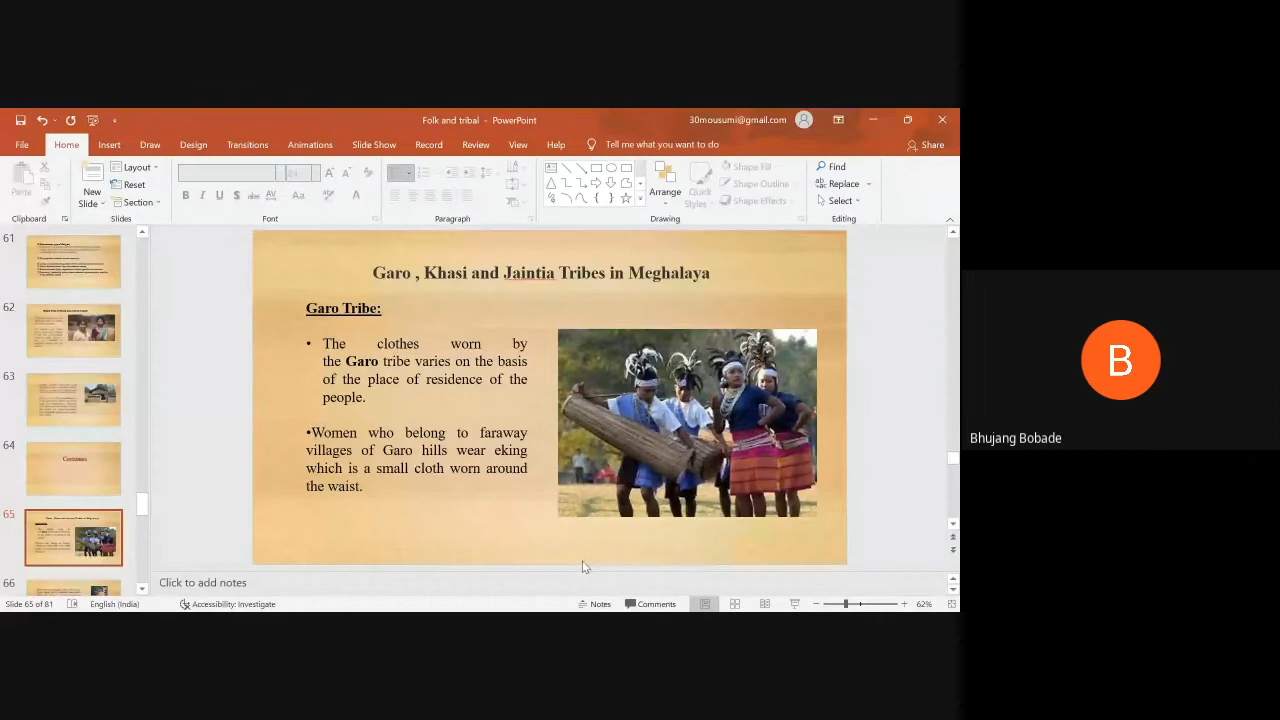 Folk and tribal - PowerPoint
30mousumi@gmail.com
File Home Insert Draw Design Transitions Animations Slide Show Record Review View Help Tell me what you want to do Share
Paste
New Slide
Layout
Reset
Section
Arrange
Quick Styles
Shape Fill
Shape Outline
Shape Effects
Find
Replace
Select
Clipboard Slides Font Paragraph Drawing Editing
61
62
63
64
Costumes
65
66
Garo , Khasi and Jaintia Tribes in Meghalaya
Garo Tribe:
• The clothes worn by
the Garo tribe varies on the basis
of the place of residence of the
people.
•Women who belong to faraway
villages of Garo hills wear eking
which is a small cloth worn around
the waist.
Click to add notes
Slide 65 of 81 English (India) Accessibility: Investigate Notes Comments 62%
B
Bhujang Bobade